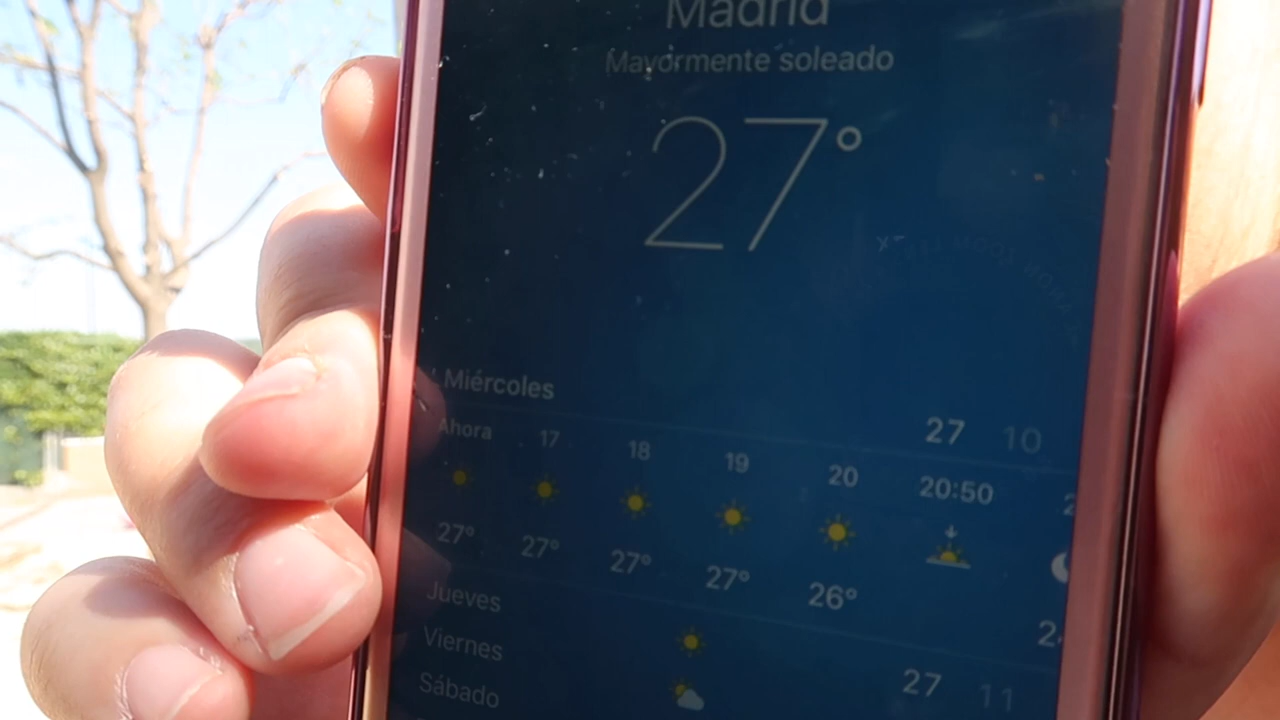 Madrid
Mayormente soleado
27°
Miércoles 27 10
Ahora 17 18 19 20 20:50
27° 27° 27° 27° 26°
Jueves
Viernes 27 11
Sábado